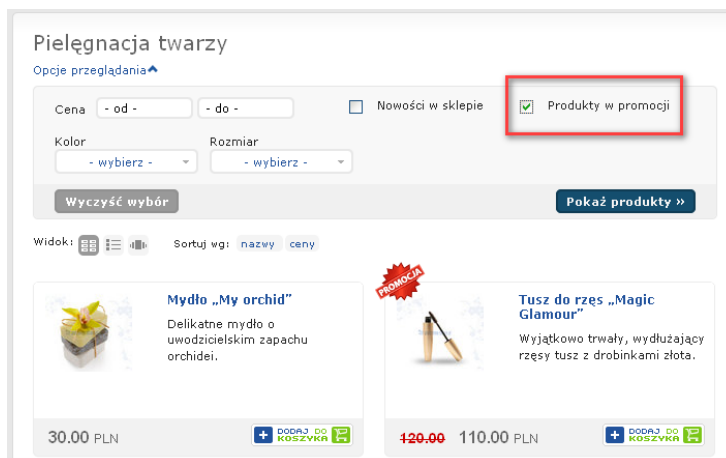 Pielęgnacja twarzy
Opcje przeglądania
Cena - od - - do - Nowości w sklepie Produkty w promocji
Kolor Rozmiar
- wybierz - - wybierz -
Wyczyść wybór Pokaż produkty »
Widok: Sortuj wg: nazwy ceny
Mydło „My orchid”
Delikatne mydło o
uwodzicielskim zapachu
orchidei.
30.00 PLN
DODAJ DO
KOSZYKA
PROMOCJA
Tusz do rzęs „Magic
Glamour”
Wyjątkowo trwały, wydłużający
rzęsy tusz z drobinkami złota.
120.00 110.00 PLN
DODAJ DO
KOSZYKA